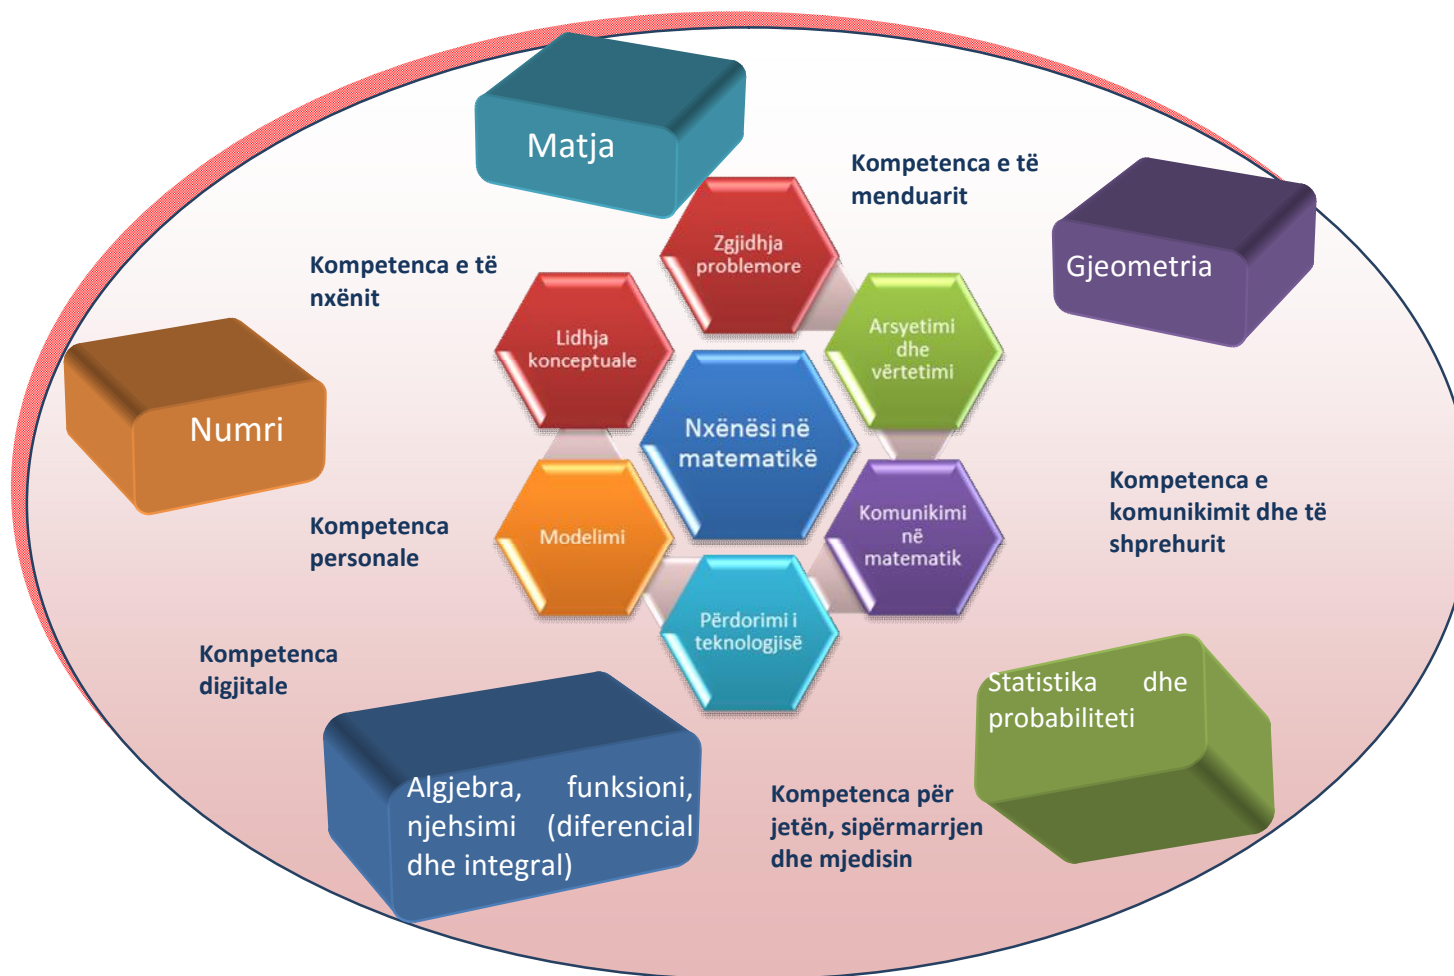 Matja
Kompetenca e të
menduarit
Gjeometria
Zgjidhja
problemore
Kompetenca e të
nxënit
Lidhja
konceptuale
Arsyetimi
dhe
vërtetimi
Numri
Nxënësi në
matematikë
Kompetenca
personale
Modelimi
Komunikimi
në
matematik
Kompetenca e
komunikimit dhe të
shprehurit
Përdorimi i
teknologjisë
Kompetenca
digjitale
Statistika dhe
probabiliteti
Algjebra, funksioni,
njehsimi (diferencial
dhe integral)
Kompetenca për
jetën, sipërmarrjen
dhe mjedisin